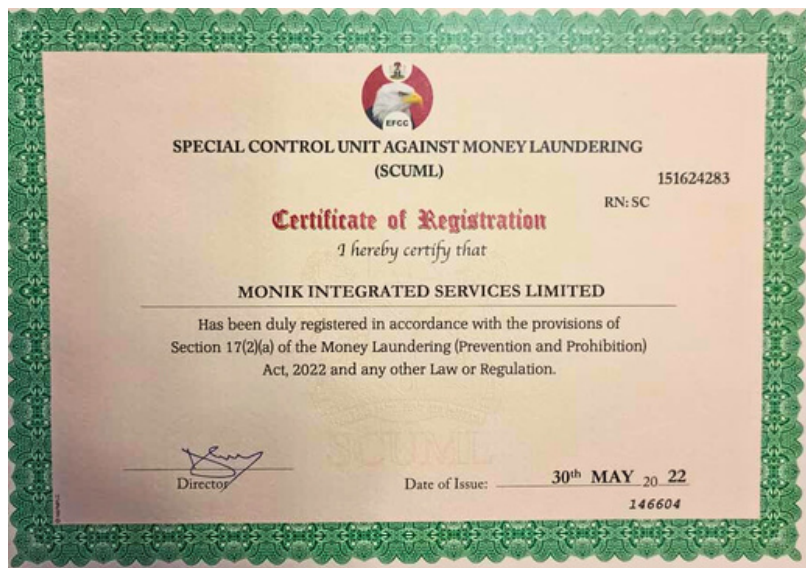 EFCC
SPECIAL CONTROL UNIT AGAINST MONEY LAUNDERING
(SCUML)
151624283
RN: SC
Certificate of Registration
I hereby certify that
MONIK INTEGRATED SERVICES LIMITED
Has been duly registered in accordance with the provisions of
Section 17(2)(a) of the Money Laundering (Prevention and Prohibition)
Act, 2022 and any other Law or Regulation.
SCUML
Director
Date of Issue: 30th MAY 20 22
146604